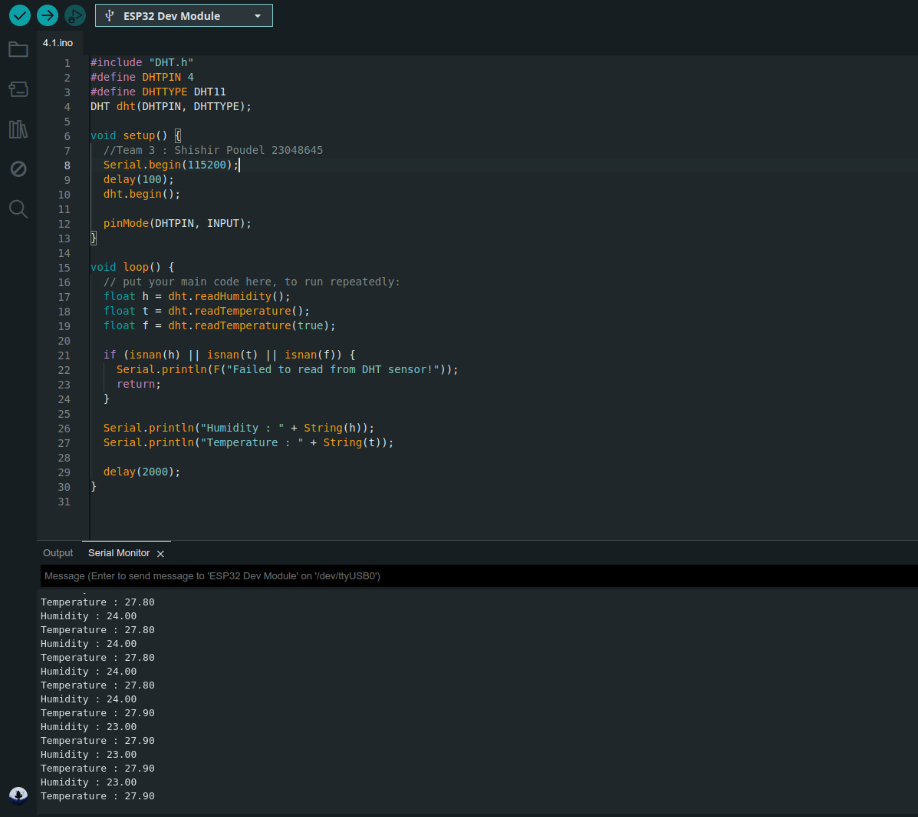 ESP32 Dev Module
4.1.ino
1 #include "DHT.h"
2 #define DHTPIN 4
3 #define DHTTYPE DHT11
4 DHT dht(DHTPIN, DHTTYPE);
5
6 void setup() {
7 //Team 3 : Shishir Poudel 23048645
8 Serial.begin(115200);
9 delay(100);
10 dht.begin();
11
12 pinMode(DHTPIN, INPUT);
13 }
14
15 void loop() {
16 // put your main code here, to run repeatedly:
17 float h = dht.readHumidity();
18 float t = dht.readTemperature();
19 float f = dht.readTemperature(true);
20
21 if (isnan(h) || isnan(t) || isnan(f)) {
22 Serial.println(F("Failed to read from DHT sensor!"));
23 return;
24 }
25
26 Serial.println("Humidity : " + String(h));
27 Serial.println("Temperature : " + String(t));
28
29 delay(2000);
30 }
31
Output Serial Monitor
Message (Enter to send message to 'ESP32 Dev Module' on '/dev/ttyUSB0')
Temperature : 27.80
Humidity : 24.00
Temperature : 27.80
Humidity : 24.00
Temperature : 27.80
Humidity : 24.00
Temperature : 27.80
Humidity : 24.00
Temperature : 27.90
Humidity : 23.00
Temperature : 27.90
Humidity : 23.00
Temperature : 27.90
Humidity : 23.00
Temperature : 27.90